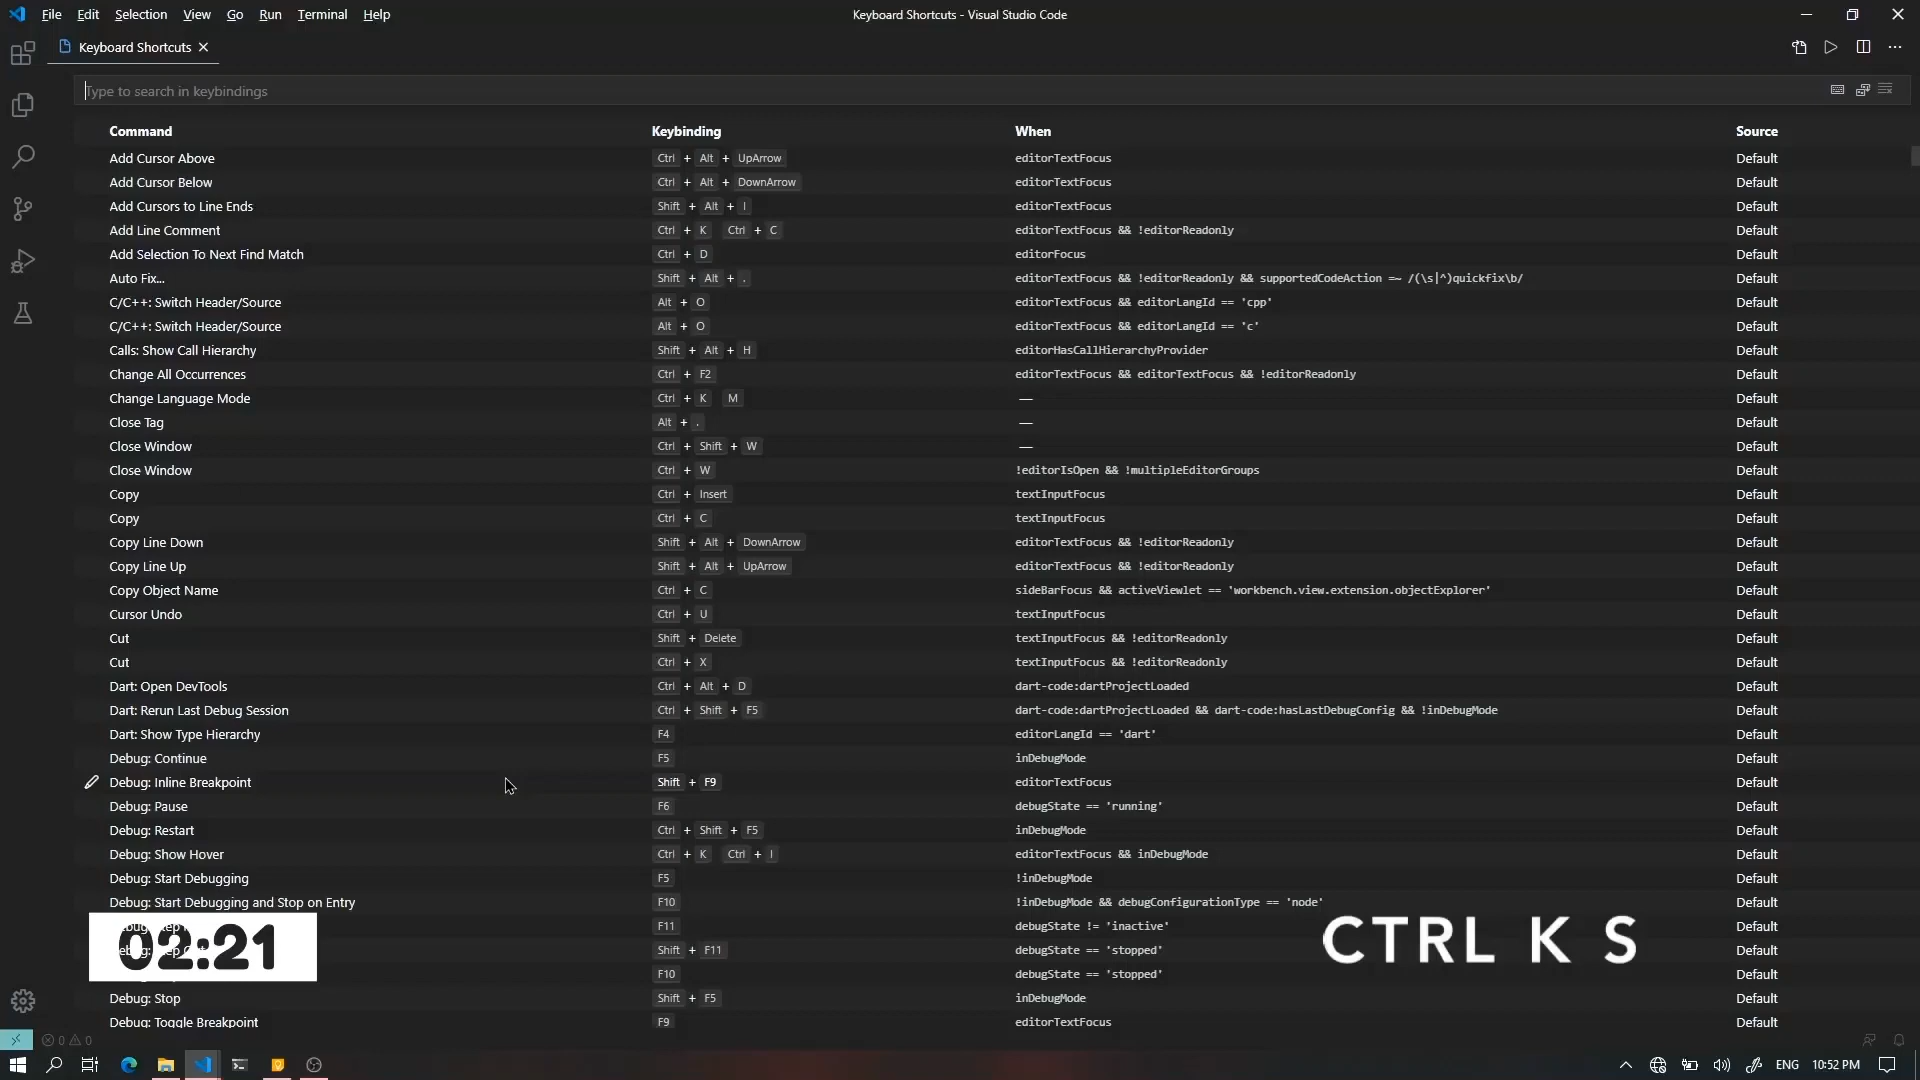 File Edit Selection View Go Run Terminal Help Keyboard Shortcuts - Visual Studio Code
Keyboard Shortcuts
Type to search in keybindings
Command Keybinding When Source
Add Cursor Above Ctrl + Alt + UpArrow editorTextFocus Default
Add Cursor Below Ctrl + Alt + DownArrow editorTextFocus Default
Add Cursors to Line Ends Shift + Alt + I editorTextFocus Default
Add Line Comment Ctrl + K Ctrl + C editorTextFocus && !editorReadonly Default
Add Selection To Next Find Match Ctrl + D editorFocus Default
Auto Fix... Shift + Alt + . editorTextFocus && !editorReadonly && supportedCodeAction =~ /(\s|^)quickfix\b/ Default
C/C++: Switch Header/Source Alt + O editorTextFocus && editorLangId == 'cpp' Default
C/C++: Switch Header/Source Alt + O editorTextFocus && editorLangId == 'c' Default
Calls: Show Call Hierarchy Shift + Alt + H editorHasCallHierarchyProvider Default
Change All Occurrences Ctrl + F2 editorTextFocus && editorTextFocus && !editorReadonly Default
Change Language Mode Ctrl + K M — Default
Close Tag Alt + . — Default
Close Window Ctrl + Shift + W — Default
Close Window Ctrl + W !editorIsOpen && !multipleEditorGroups Default
Copy Ctrl + Insert textInputFocus Default
Copy Ctrl + C textInputFocus Default
Copy Line Down Shift + Alt + DownArrow editorTextFocus && !editorReadonly Default
Copy Line Up Shift + Alt + UpArrow editorTextFocus && !editorReadonly Default
Copy Object Name Ctrl + C sideBarFocus && activeViewlet == 'workbench.view.extension.objectExplorer' Default
Cursor Undo Ctrl + U textInputFocus Default
Cut Shift + Delete textInputFocus && !editorReadonly Default
Cut Ctrl + X textInputFocus && !editorReadonly Default
Dart: Open DevTools Ctrl + Alt + D dart-code:dartProjectLoaded Default
Dart: Rerun Last Debug Session Ctrl + Shift + F5 dart-code:dartProjectLoaded && dart-code:hasLastDebugConfig && !inDebugMode Default
Dart: Show Type Hierarchy F4 editorLangId == 'dart' Default
Debug: Continue F5 inDebugMode Default
Debug: Inline Breakpoint Shift + F9 editorTextFocus Default
Debug: Pause F6 debugState == 'running' Default
Debug: Restart Ctrl + Shift + F5 inDebugMode Default
Debug: Show Hover Ctrl + K Ctrl + I editorTextFocus && inDebugMode Default
Debug: Start Debugging F5 !inDebugMode Default
Debug: Start Debugging and Stop on Entry F10 !inDebugMode && debugConfigurationType == 'node' Default
F11 debugState != 'inactive' Default
02:21 CTRL K S
Shift + F11 debugState == 'stopped' Default
F10 debugState == 'stopped' Default
Debug: Stop Shift + F5 inDebugMode Default
Debug: Toggle Breakpoint F9 editorTextFocus Default
0 0
ENG 10:52 PM